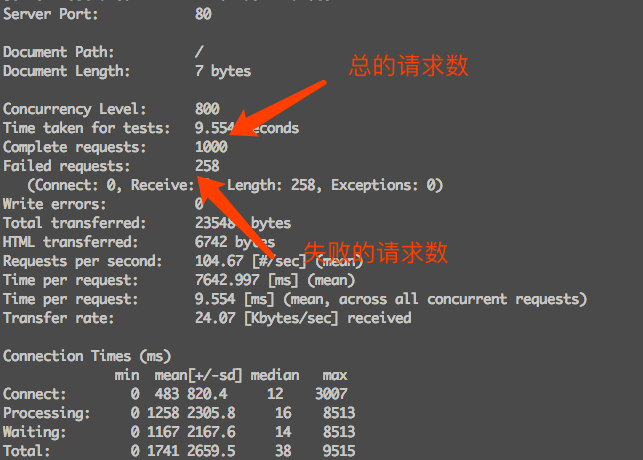 Server Port: 80
Document Path: /
Document Length: 7 bytes
总的请求数
Concurrency Level: 800
Time taken for tests: 9.554 seconds
Complete requests: 1000
Failed requests: 258
(Connect: 0, Receive: Length: 258, Exceptions: 0)
Write errors: 0
Total transferred: 23548 bytes
HTML transferred: 6742 bytes
失败的请求数
Requests per second: 104.67 [#/sec] (mean)
Time per request: 7642.997 [ms] (mean)
Time per request: 9.554 [ms] (mean, across all concurrent requests)
Transfer rate: 24.07 [Kbytes/sec] received
Connection Times (ms)
min mean[+/-sd] median max
Connect: 0 483 820.4 12 3007
Processing: 0 1258 2305.8 16 8513
Waiting: 0 1167 2167.6 14 8513
Total: 0 1741 2659.5 38 9515